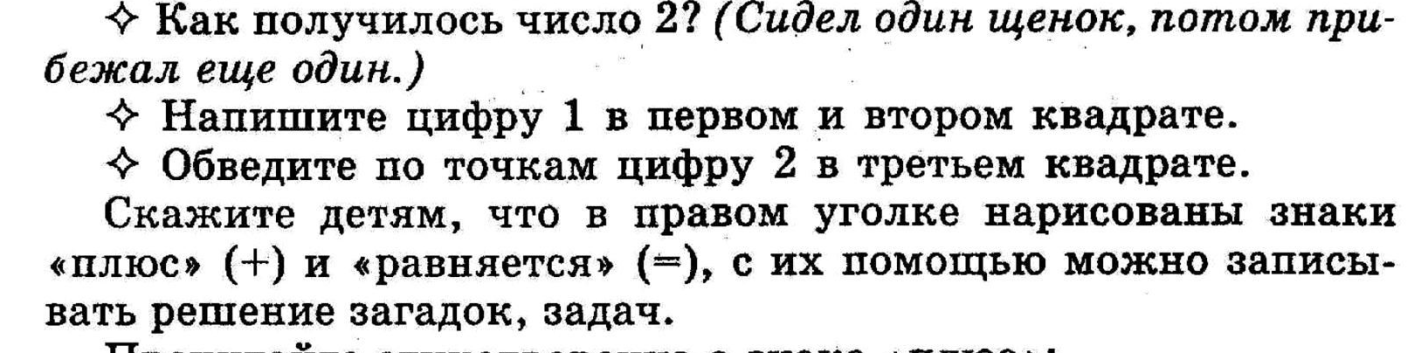 ✧ Как получилось число 2? (Сидел один щенок, потом при-
бежал еще один.)
✧ Напишите цифру 1 в первом и втором квадрате.
✧ Обведите по точкам цифру 2 в третьем квадрате.
Скажите детям, что в правом уголке нарисованы знаки
«плюс» (+) и «равняется» (=), с их помощью можно записы-
вать решение загадок, задач.